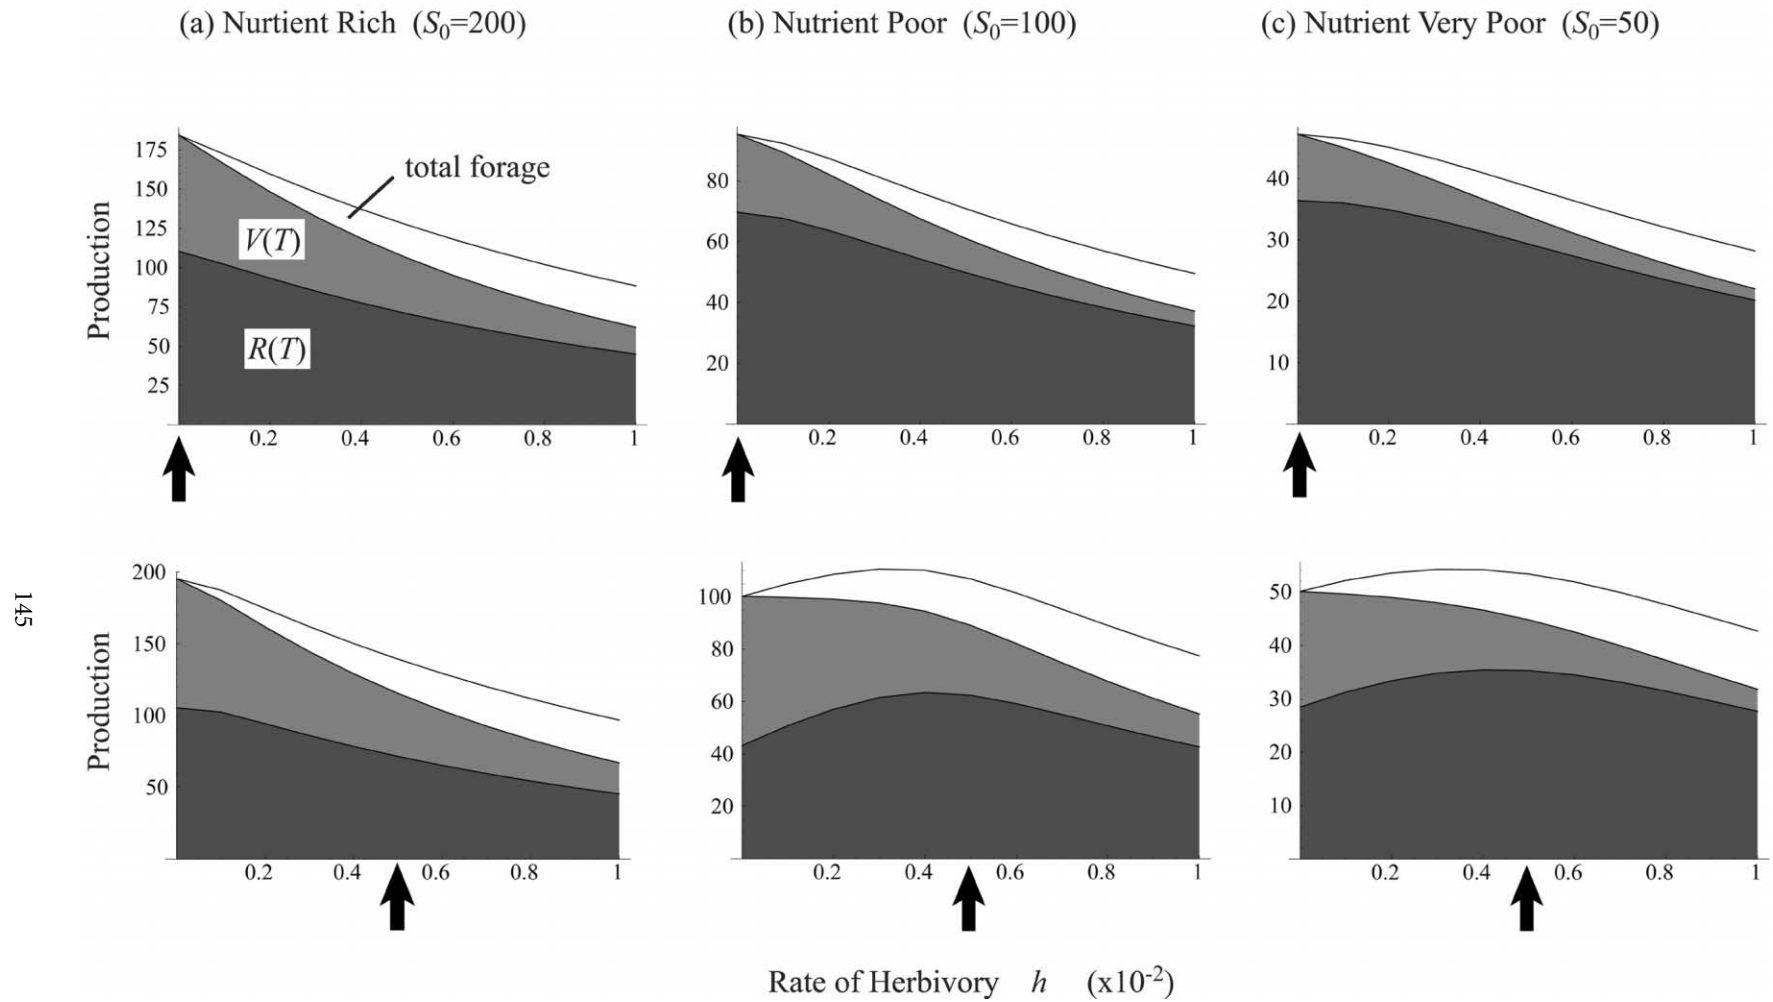 (a) Nurtient Rich (S0=200)
(b) Nutrient Poor (S0=100)
(c) Nutrient Very Poor (S0=50)
Production
175
150
125
100
75
50
25
total forage
V(T)
R(T)
0.2 0.4 0.6 0.8 1
80
60
40
20
0.2 0.4 0.6 0.8 1
40
30
20
10
0.2 0.4 0.6 0.8 1
145
Production
200
150
100
50
0.2 0.4 0.6 0.8 1
100
80
60
40
20
0.2 0.4 0.6 0.8 1
50
40
30
20
10
0.2 0.4 0.6 0.8 1
Rate of Herbivory h (x10-2)